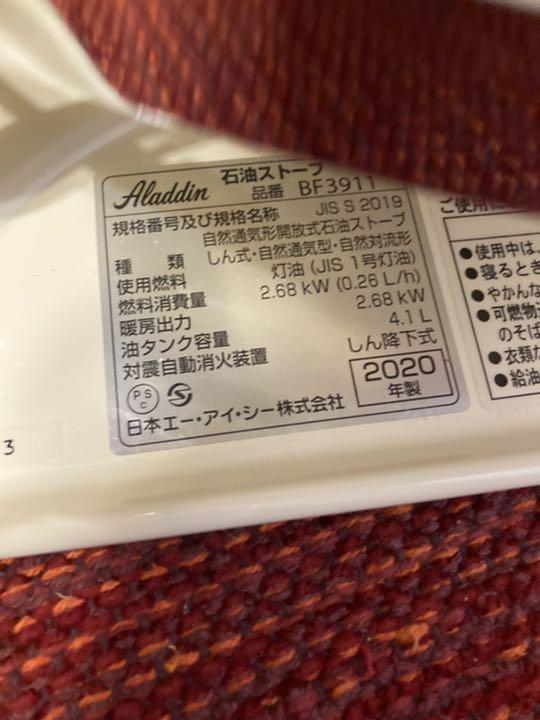 Aladdin 石油ストーブ
品番 BF3911
規格番号及び規格名称 JIS S 2019
自然通気形開放式石油ストーブ
種類 しん式・自然通気型・自然対流形
使用燃料 灯油 (JIS 1号灯油)
燃料消費量 2.68 kW (0.26 L/h)
暖房出力 2.68 kW
油タンク容量 4.1 L
対震自動消火装置 しん降下式
PS
C
2020
年製
日本エー・アイ・シー株式会社
3
ご使用に
●使用中は、
●寝るとき
●やかんな
●可燃物
のそば
●衣類
●給油